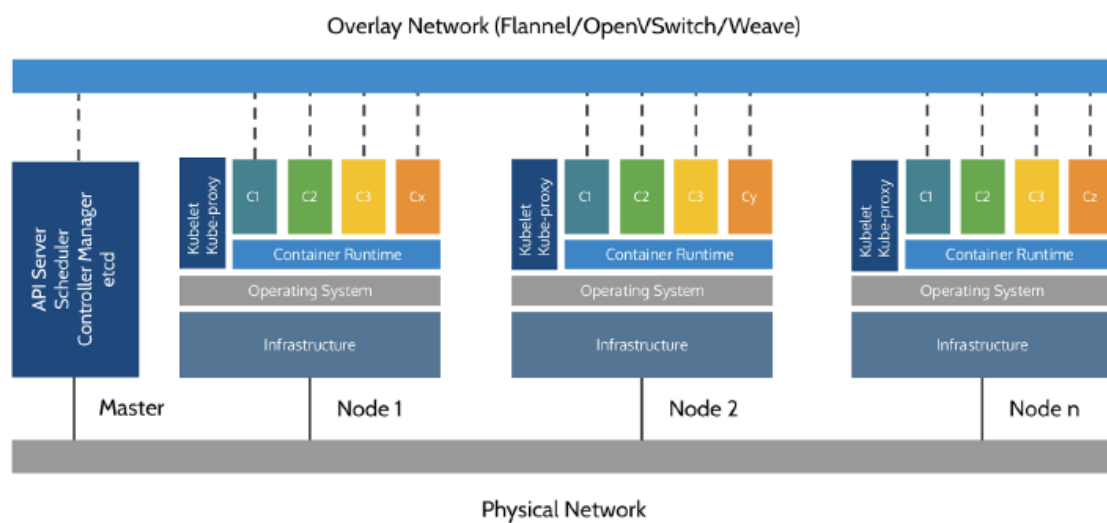 Overlay Network (Flannel/OpenVSwitch/Weave)
API Server
Scheduler
Controller Manager
etcd
Master
Kubelet
Kube-proxy
C1
C2
C3
Cx
Container Runtime
Operating System
Infrastructure
Node 1
Kubelet
Kube-proxy
C1
C2
C3
Cy
Container Runtime
Operating System
Infrastructure
Node 2
Kubelet
Kube-proxy
C1
C2
C3
Cz
Container Runtime
Operating System
Infrastructure
Node n
Physical Network